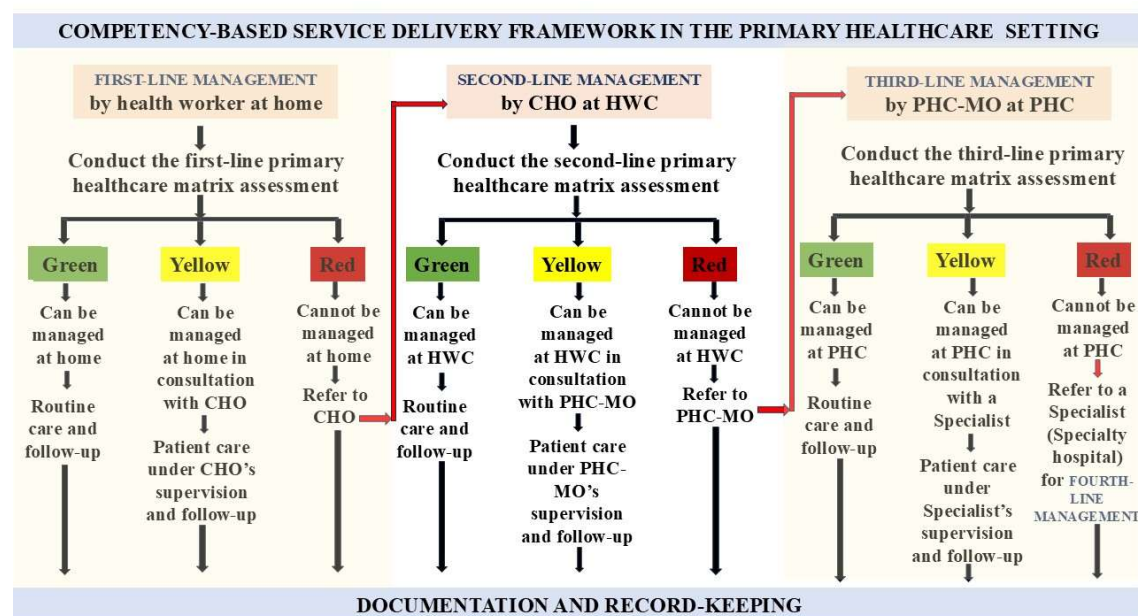 COMPETENCY-BASED SERVICE DELIVERY FRAMEWORK IN THE PRIMARY HEALTHCARE SETTING
FIRST-LINE MANAGEMENT
by health worker at home
Conduct the first-line primary
healthcare matrix assessment
Green
Can be
managed
at home
Routine
care and
follow-up
Yellow
Can be
managed
at home in
consultation
with CHO
Patient care
under CHO's
supervision
and follow-up
Red
Cannot be
managed
at home
Refer to
CHO
SECOND-LINE MANAGEMENT
by CHO at HWC
Conduct the second-line primary
healthcare matrix assessment
Green
Can be
managed
at HWC
Routine
care and
follow-up
Yellow
Can be
managed
at HWC in
consultation
with PHC-MO
Patient care
under PHC-
MO's
supervision
and follow-up
Red
Cannot be
managed
at HWC
Refer to
PHC-MO
THIRD-LINE MANAGEMENT
by PHC-MO at PHC
Conduct the third-line primary
healthcare matrix assessment
Green
Can be
managed
at PHC
Routine
care and
follow-up
Yellow
Can be
managed
at PHC in
consultation
with a
Specialist
Patient care
under
Specialist's
supervision
and follow-up
Red
Cannot be
managed
at PHC
Refer to a
Specialist
(Specialty
hospital)
for FOURTH-
LINE
MANAGEMENT
DOCUMENTATION AND RECORD-KEEPING